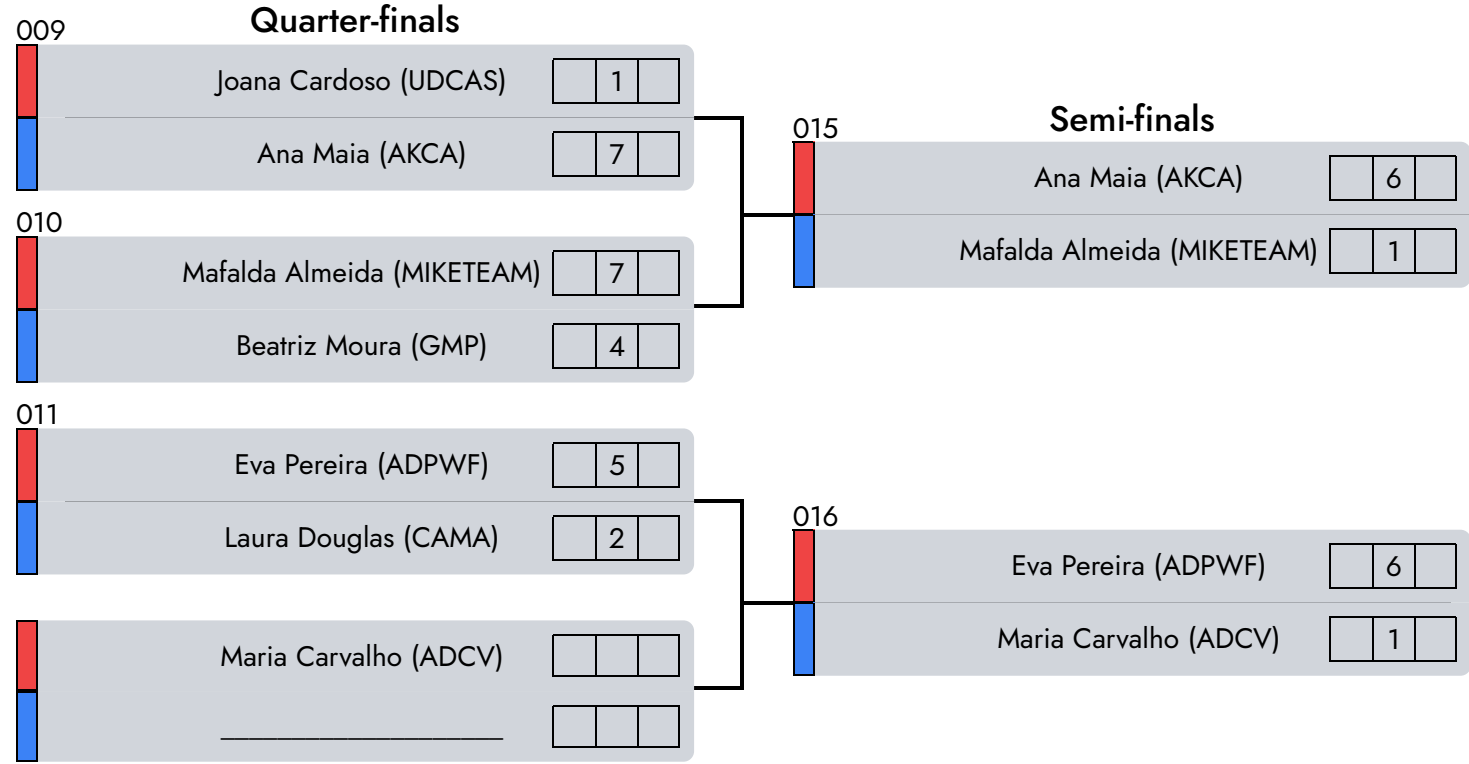 Quarter-finals
009
Joana Cardoso (UDCAS) 1
Ana Maia (AKCA) 7
010
Mafalda Almeida (MIKETEAM) 7
Beatriz Moura (GMP) 4
011
Eva Pereira (ADPWF) 5
Laura Douglas (CAMA) 2
Maria Carvalho (ADCV)
____________________
Semi-finals
015
Ana Maia (AKCA) 6
Mafalda Almeida (MIKETEAM) 1
016
Eva Pereira (ADPWF) 6
Maria Carvalho (ADCV) 1